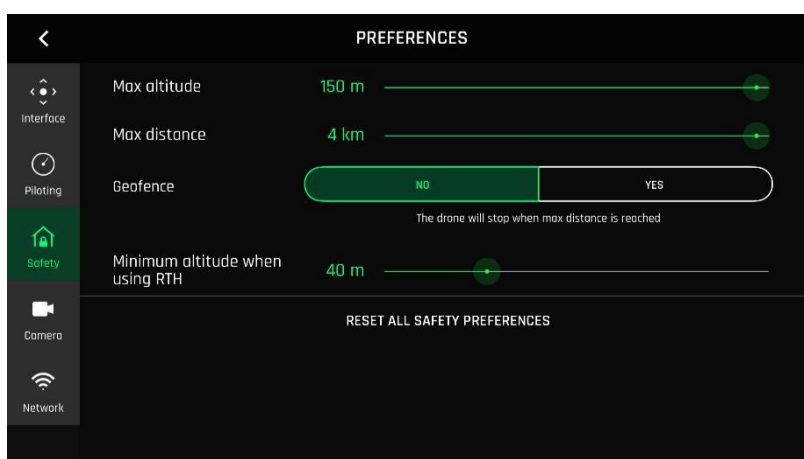 PREFERENCES
Interface
Piloting
Safety
Camera
Network
Max altitude 150 m
Max distance 4 km
Geofence NO YES
The drone will stop when max distance is reached
Minimum altitude when
using RTH 40 m
RESET ALL SAFETY PREFERENCES